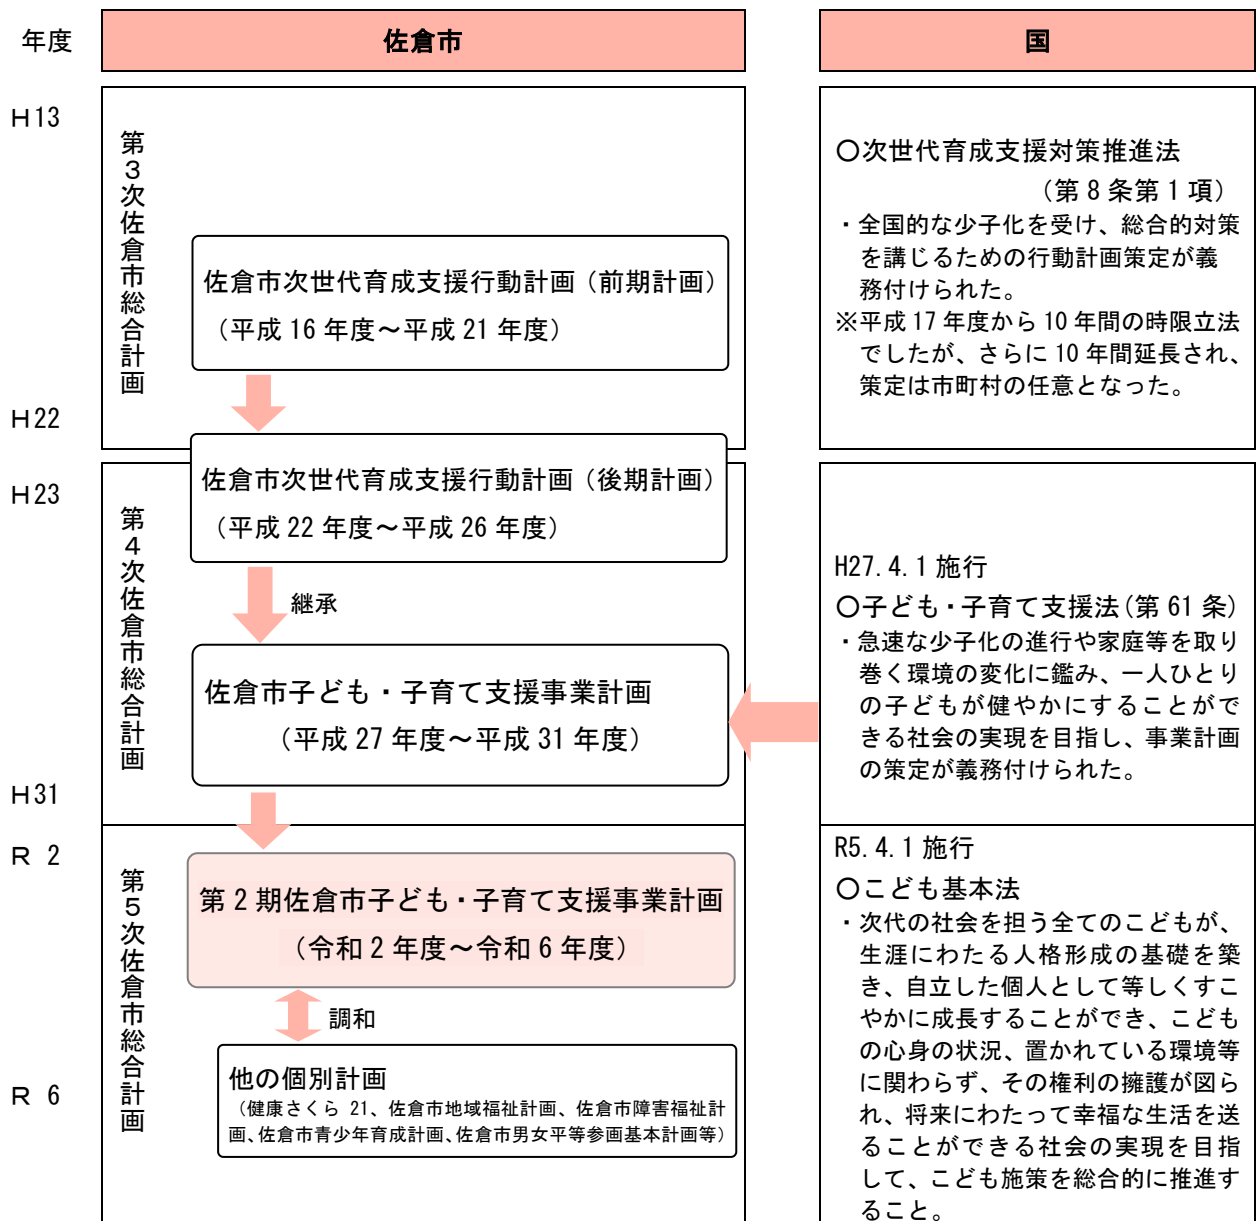 年度
佐倉市
国
H13
H22
H23
H31
R 2
R 6
第3次佐倉市総合計画
佐倉市次世代育成支援行動計画（前期計画）
（平成 16 年度～平成 21 年度）
佐倉市次世代育成支援行動計画（後期計画）
（平成 22 年度～平成 26 年度）
第4次佐倉市総合計画
継承
佐倉市子ども・子育て支援事業計画
（平成 27 年度～平成 31 年度）
第5次佐倉市総合計画
第 2 期佐倉市子ども・子育て支援事業計画
（令和 2 年度～令和 6 年度）
調和
他の個別計画
（健康さくら 21、佐倉市地域福祉計画、佐倉市障害福祉計
画、佐倉市青少年育成計画、佐倉市男女平等参画基本計画等）
〇次世代育成支援対策推進法
（第 8 条第 1 項）
・全国的な少子化を受け、総合的対策
を講じるための行動計画策定が義
務付けられた。
※平成 17 年度から 10 年間の時限立法
でしたが、さらに 10 年間延長され、
策定は市町村の任意となった。
H27.4.1 施行
〇子ども・子育て支援法(第 61 条)
・急速な少子化の進行や家庭等を取り
巻く環境の変化に鑑み、一人ひとり
の子どもが健やかにすることがで
きる社会の実現を目指し、事業計画
の策定が義務付けられた。
R5.4.1 施行
〇こども基本法
・次代の社会を担う全てのこどもが、
生涯にわたる人格形成の基礎を築
き、自立した個人として等しくすこ
やかに成長することができ、こども
の心身の状況、置かれている環境等
に関わらず、その権利の擁護が図ら
れ、将来にわたって幸福な生活を送
ることができる社会の実現を目指
して、こども施策を総合的に推進す
ること。